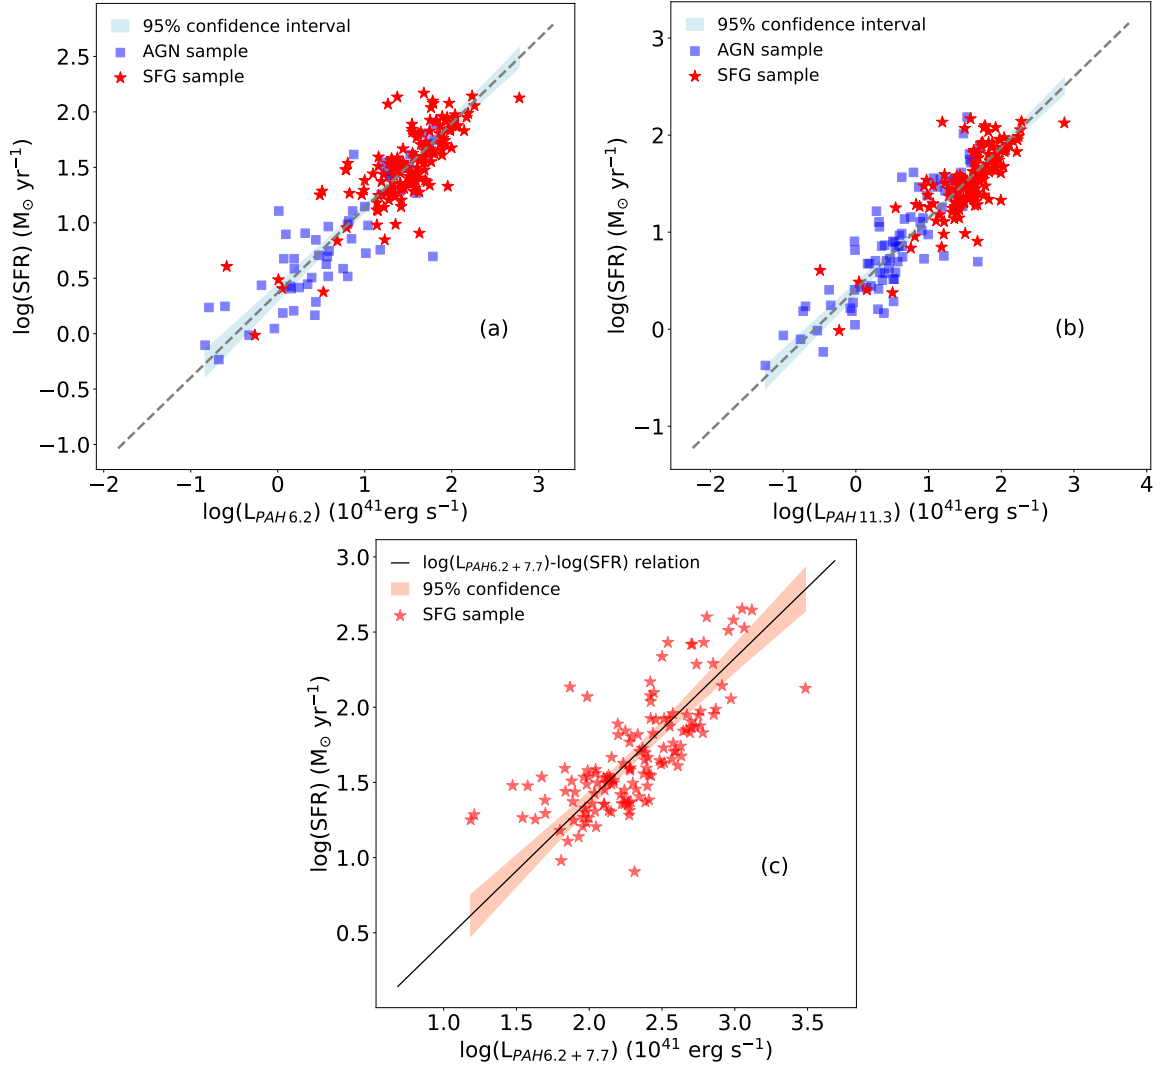 95% confidence interval
AGN sample
SFG sample
2.5
2.0
1.5
1.0
0.5
0.0
−0.5
−1.0
log(SFR) (M⊙ yr⁻¹)
(a)
−2 −1 0 1 2 3
log(L_PAH 6.2) (10⁴¹erg s⁻¹)
95% confidence interval
AGN sample
SFG sample
3
2
1
0
−1
log(SFR) (M⊙ yr⁻¹)
(b)
−2 −1 0 1 2 3 4
log(L_PAH 11.3) (10⁴¹erg s⁻¹)
log(L_PAH6.2+7.7)-log(SFR) relation
95% confidence
SFG sample
3.0
2.5
2.0
1.5
1.0
0.5
log(SFR) (M⊙ yr⁻¹)
(c)
1.0 1.5 2.0 2.5 3.0 3.5
log(L_PAH6.2+7.7) (10⁴¹ erg s⁻¹)